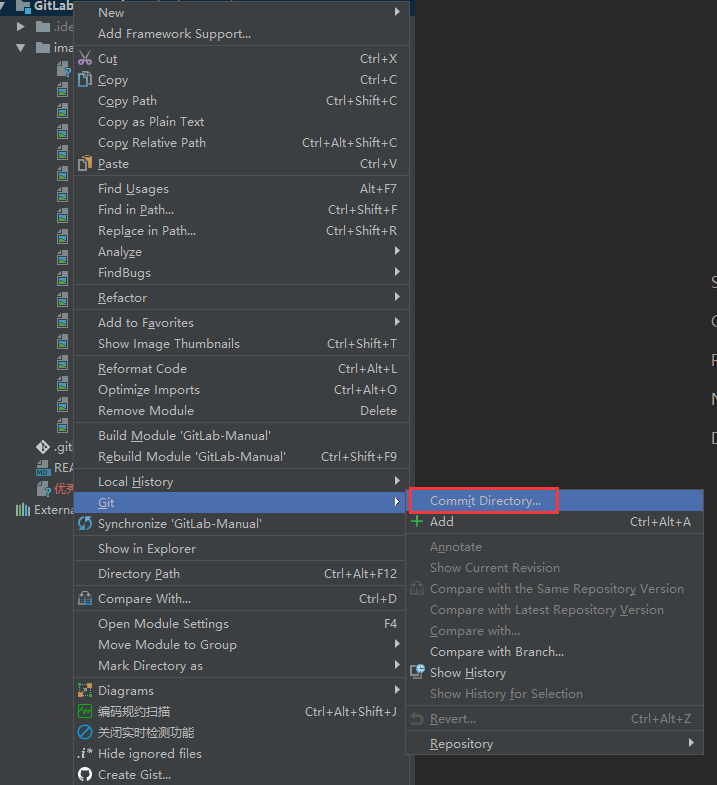 GitLab-
.ide
ima
.git
REA
优秀
Externa
New
Add Framework Support...
Cut Ctrl+X
Copy Ctrl+C
Copy Path Ctrl+Shift+C
Copy as Plain Text
Copy Relative Path Ctrl+Alt+Shift+C
Paste Ctrl+V
Find Usages Alt+F7
Find in Path... Ctrl+Shift+F
Replace in Path... Ctrl+Shift+R
Analyze
FindBugs
Refactor
Add to Favorites
Show Image Thumbnails Ctrl+Shift+T
Reformat Code Ctrl+Alt+L
Optimize Imports Ctrl+Alt+O
Remove Module Delete
Build Module 'GitLab-Manual'
Rebuild Module 'GitLab-Manual' Ctrl+Shift+F9
Local History
Git
Synchronize 'GitLab-Manual'
Show in Explorer
Directory Path Ctrl+Alt+F12
Compare With... Ctrl+D
Open Module Settings F4
Move Module to Group
Mark Directory as
Diagrams
编码规约扫描 Ctrl+Alt+Shift+J
关闭实时检测功能
.i* Hide ignored files
Create Gist...
Commit Directory...
Add Ctrl+Alt+A
Annotate
Show Current Revision
Compare with the Same Repository Version
Compare with Latest Repository Version
Compare with...
Compare with Branch...
Show History
Show History for Selection
Revert... Ctrl+Alt+Z
Repository